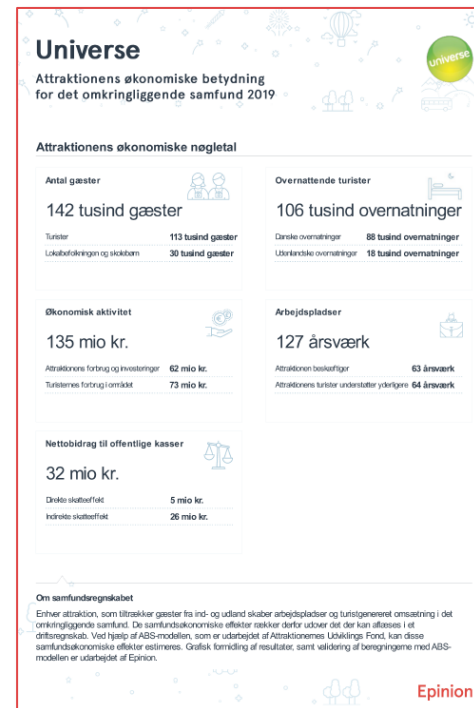 Universe
universe
Attraktionens økonomiske betydning
for det omkringliggende samfund 2019
Attraktionens økonomiske nøgletal
Antal gæster
142 tusind gæster
Turister 113 tusind gæster
Lokalbefolkningen og skolebørn 30 tusind gæster
Overnattende turister
106 tusind overnatninger
Danske overnatninger 88 tusind overnatninger
Udenlandske overnatninger 18 tusind overnatninger
Økonomisk aktivitet
135 mio kr.
Attraktionens forbrug og investeringer 62 mio kr.
Turisternes forbrug i området 73 mio kr.
Arbejdspladser
127 årsværk
Attraktionen beskæftiger 63 årsværk
Attraktionens turister understøtter yderligere 64 årsværk
Nettobidrag til offentlige kasser
32 mio kr.
Direkte skatteeffekt 5 mio kr.
Indirekte skatteeffekt 26 mio kr.
Om samfundsregnskabet
Enhver attraktion, som tiltrækker gæster fra ind- og udland skaber arbejdspladser og turistgenereret omsætning i det
omkringliggende samfund. De samfundsøkonomiske effekter rækker derfor udover det der kan aflæses i et
driftsregnskab. Ved hjælp af ABS-modellen, som er udarbejdet af Attraktionernes Udviklings Fond, kan disse
samfundsøkonomiske effekter estimeres. Grafisk formidling af resultater, samt validering af beregningerne med ABS-
modellen er udarbejdet af Epinion.
Epinion